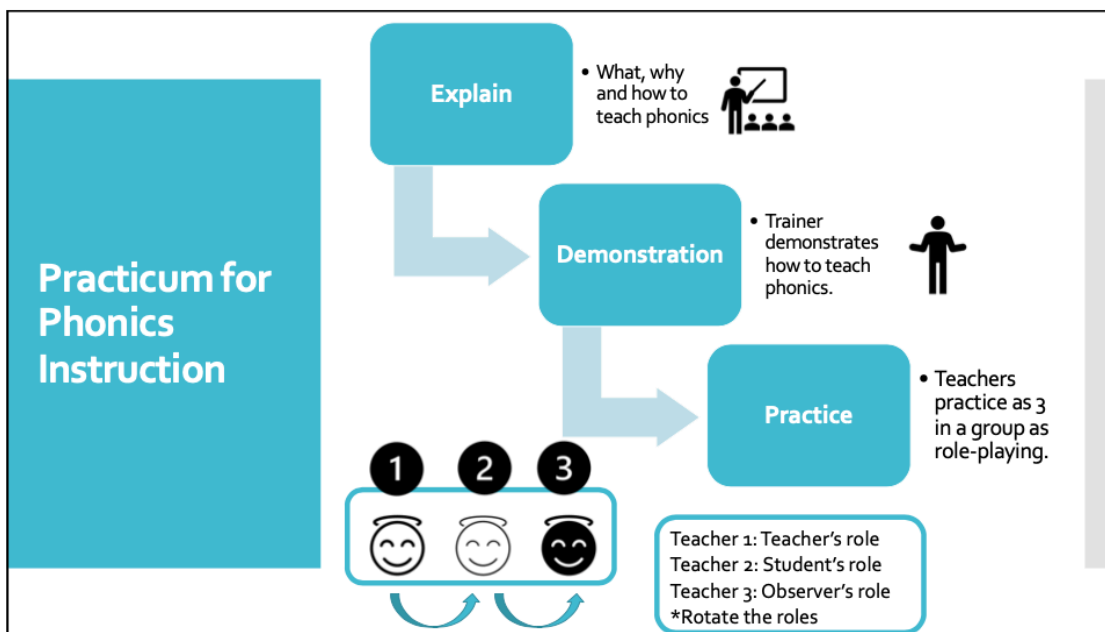 Practicum for
Phonics
Instruction
Explain
• What, why
and how to
teach phonics
Demonstration
• Trainer
demonstrates
how to teach
phonics.
Practice
• Teachers
practice as 3
in a group as
role-playing.
1 2 3
Teacher 1: Teacher's role
Teacher 2: Student's role
Teacher 3: Observer's role
*Rotate the roles